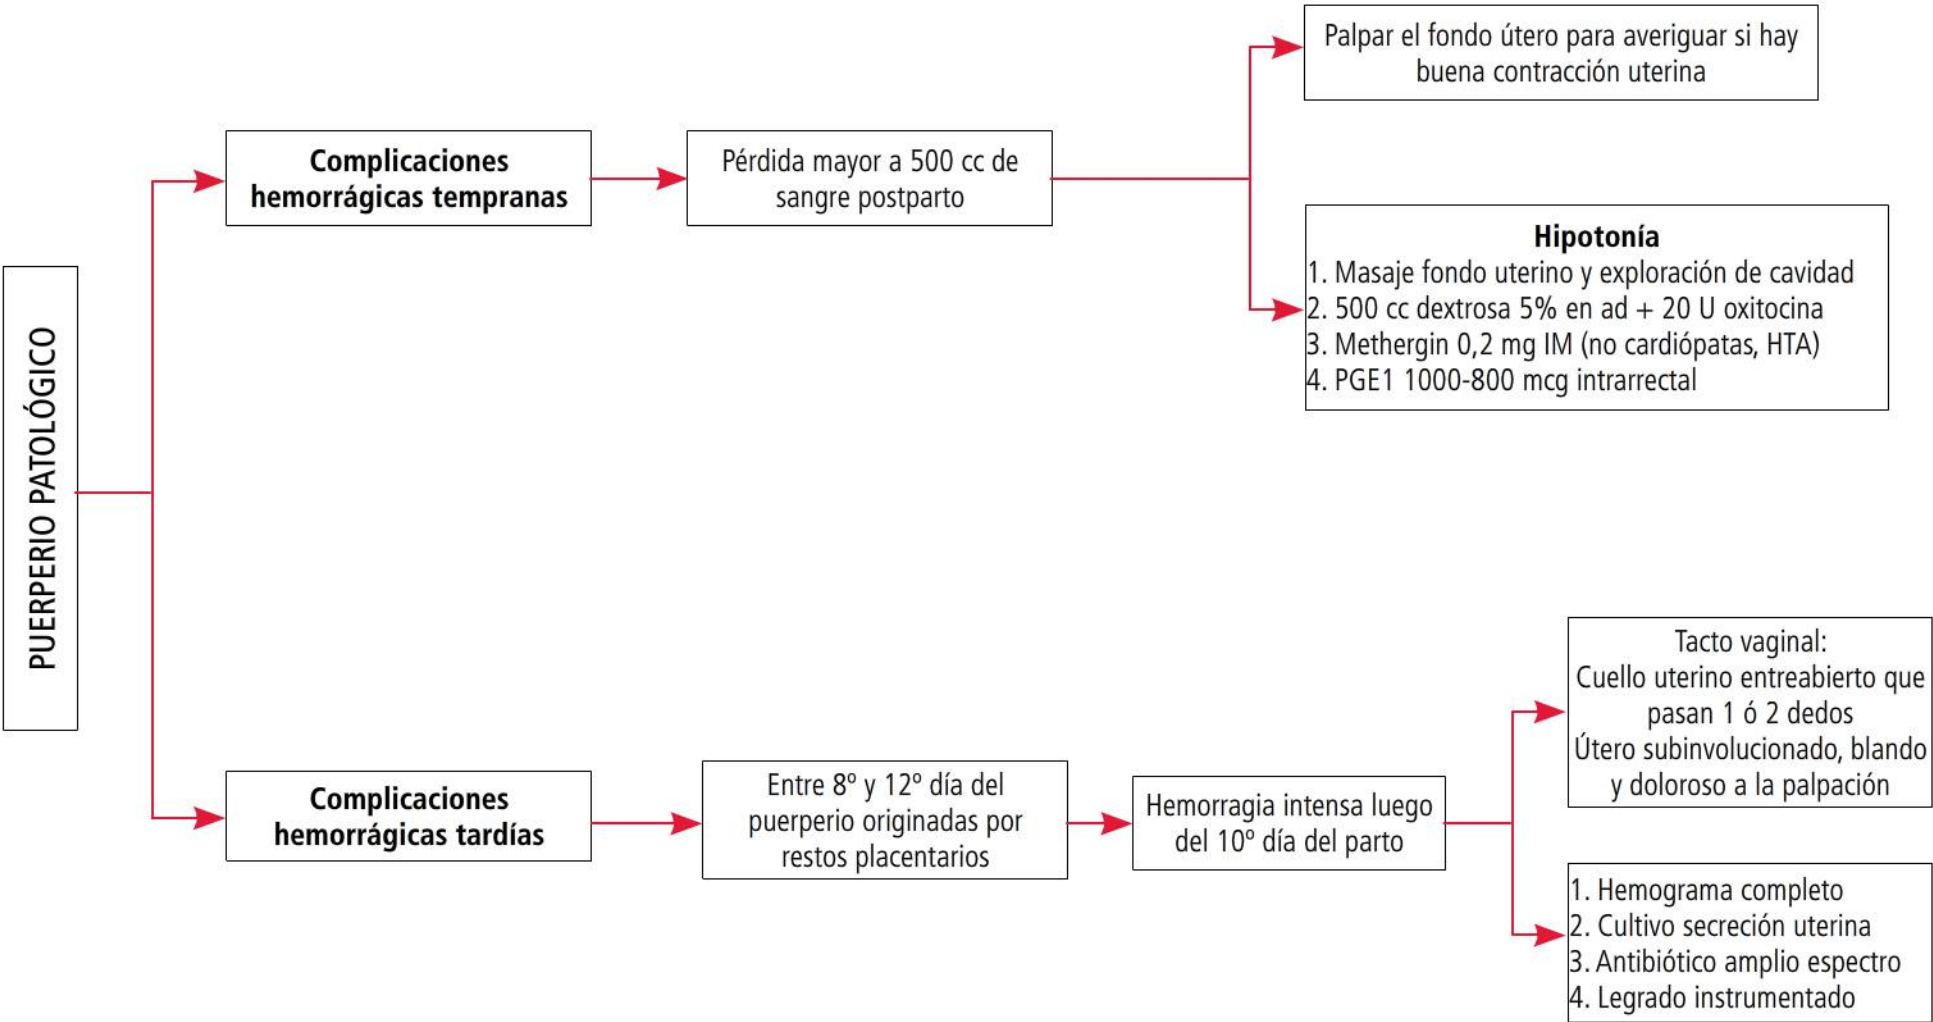 PUERPERIO PATOLÓGICO
Complicaciones
hemorrágicas tempranas
Pérdida mayor a 500 cc de
sangre postparto
Palpar el fondo útero para averiguar si hay
buena contracción uterina
Hipotonía
1. Masaje fondo uterino y exploración de cavidad
2. 500 cc dextrosa 5% en ad + 20 U oxitocina
3. Methergin 0,2 mg IM (no cardiópatas, HTA)
4. PGE1 1000-800 mcg intrarrectal
Complicaciones
hemorrágicas tardías
Entre 8º y 12º día del
puerperio originadas por
restos placentarios
Hemorragia intensa luego
del 10º día del parto
Tacto vaginal:
Cuello uterino entreabierto que
pasan 1 ó 2 dedos
Útero subinvolucionado, blando
y doloroso a la palpación
1. Hemograma completo
2. Cultivo secreción uterina
3. Antibiótico amplio espectro
4. Legrado instrumentado